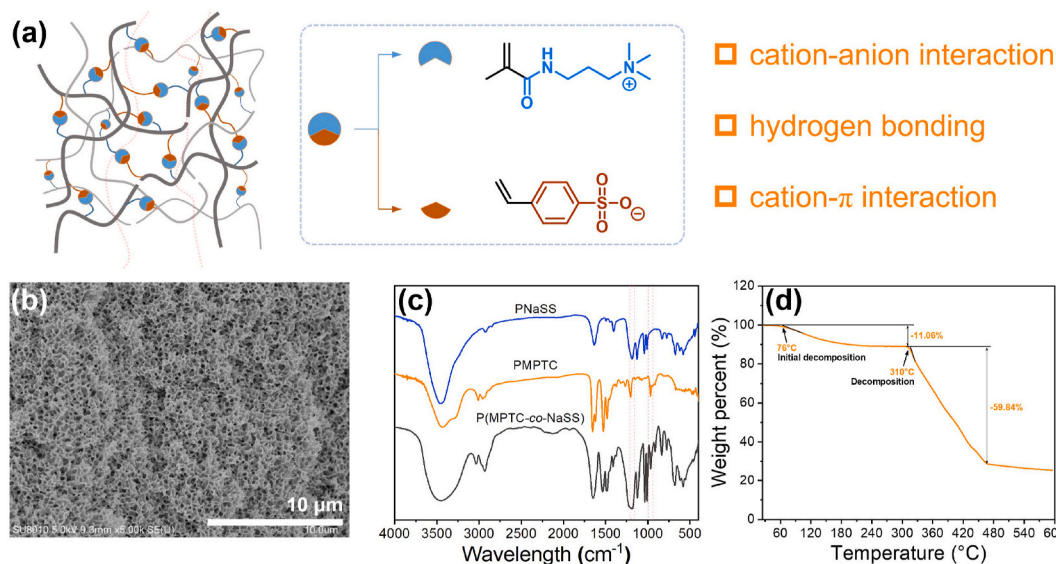 (a)
N
H
O
N
⊕
O
S
O
O
⊖
cation-anion interaction
hydrogen bonding
cation-π interaction
(b)
10 μm
SU8010 5.0kV 9.3mm x5.00k SE(U)
10.0μm
(c)
PNaSS
PMPTC
P(MPTC-co-NaSS)
4000
3500
3000
2500
2000
1500
1000
500
Wavelength (cm⁻¹)
(d)
120
100
80
60
40
20
0
Weight percent (%)
-11.06%
76°C
Initial decomposition
310°C
Decomposition
-59.84%
0
60
120
180
240
300
360
420
480
540
Temperature (°C)